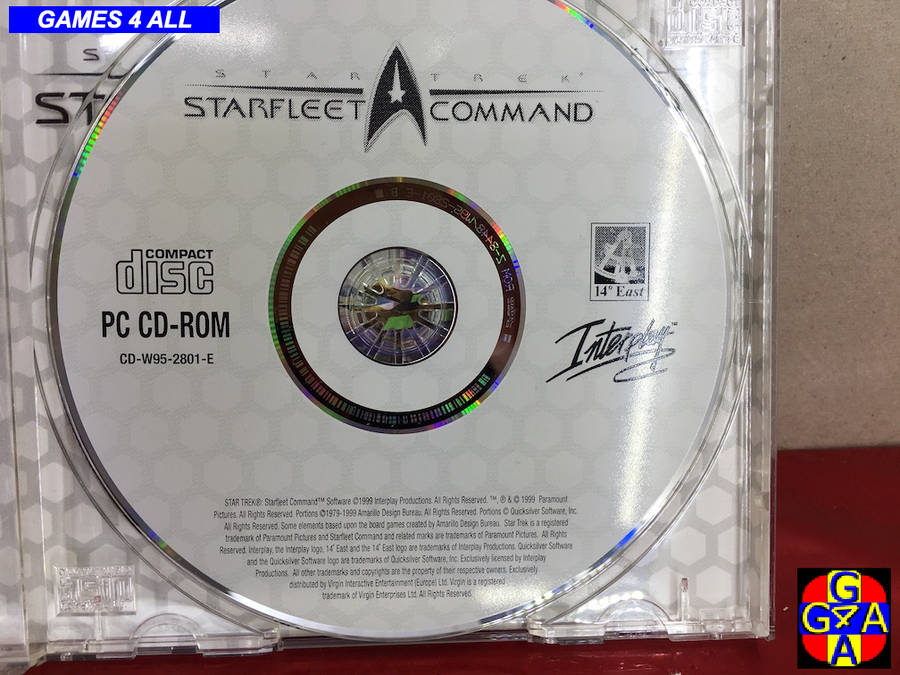 GAMES 4 ALL
STAR TREK
STARFLEET COMMAND
COMPACT
disc
PC CD-ROM
CD-W95-2801-E
14° East
Interplay™
STAR TREK®: Starfleet Command™ Software ©1999 Interplay Productions. All Rights Reserved. ™, ® & © 1999 Paramount
Pictures. All Rights Reserved. Portions ©1979-1999 Amarillo Design Bureau. All Rights Reserved. Portions © Quicksilver Software, Inc.
All Rights Reserved. Some elements based upon the board games created by Amarillo Design Bureau. Star Trek is a registered
trademark of Paramount Pictures and Starfleet Command and related marks are trademarks of Paramount Pictures. All Rights
Reserved. Interplay, the Interplay logo, 14° East and the 14° East logo are trademarks of Interplay Productions. Quicksilver Software
and the Quicksilver Software logo are trademarks of Quicksilver Software, Inc. Exclusively licensed by Interplay
Productions. All other trademarks and copyrights are the property of their respective owners. Exclusively
distributed by Virgin Interactive Entertainment (Europe) Ltd. Virgin is a registered
trademark of Virgin Enterprises Ltd. All Rights Reserved.
disc
G
G4A
A